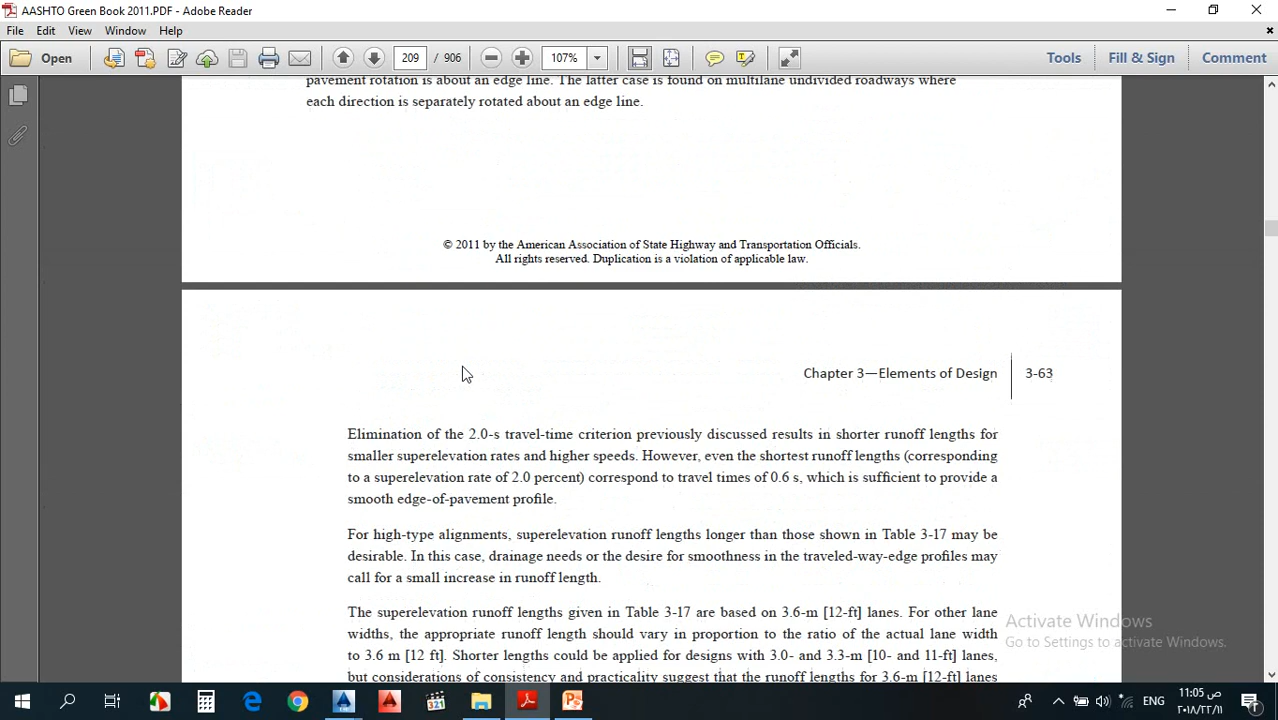 AASHTO Green Book 2011.PDF - Adobe Reader
File Edit View Window Help
Open 209 / 906 107% Tools Fill & Sign Comment
pavement rotation is about an edge line. The latter case is found on multilane undivided roadways where
each direction is separately rotated about an edge line.
© 2011 by the American Association of State Highway and Transportation Officials.
All rights reserved. Duplication is a violation of applicable law.
Chapter 3—Elements of Design 3-63
Elimination of the 2.0-s travel-time criterion previously discussed results in shorter runoff lengths for
smaller superelevation rates and higher speeds. However, even the shortest runoff lengths (corresponding
to a superelevation rate of 2.0 percent) correspond to travel times of 0.6 s, which is sufficient to provide a
smooth edge-of-pavement profile.
For high-type alignments, superelevation runoff lengths longer than those shown in Table 3-17 may be
desirable. In this case, drainage needs or the desire for smoothness in the traveled-way-edge profiles may
call for a small increase in runoff length.
The superelevation runoff lengths given in Table 3-17 are based on 3.6-m [12-ft] lanes. For other lane
widths, the appropriate runoff length should vary in proportion to the ratio of the actual lane width
to 3.6 m [12 ft]. Shorter lengths could be applied for designs with 3.0- and 3.3-m [10- and 11-ft] lanes,
but considerations of consistency and practicality suggest that the runoff lengths for 3.6-m [12-ft] lanes
Activate Windows
Go to Settings to activate Windows.
321
ENG
11:05 ص
٢٠١٨/٢٢/١١